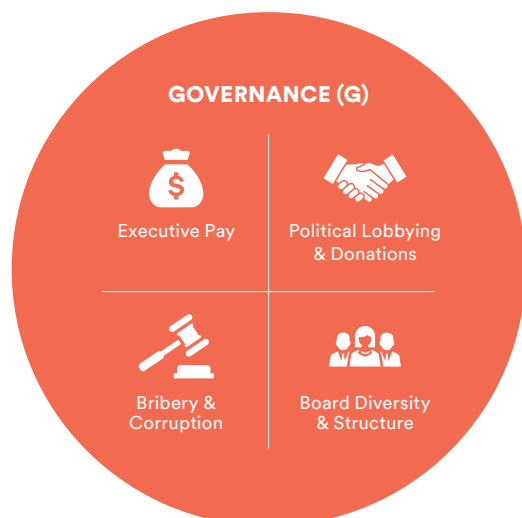 GOVERNANCE (G)
$
Executive Pay
Political Lobbying
& Donations
Bribery &
Corruption
Board Diversity
& Structure